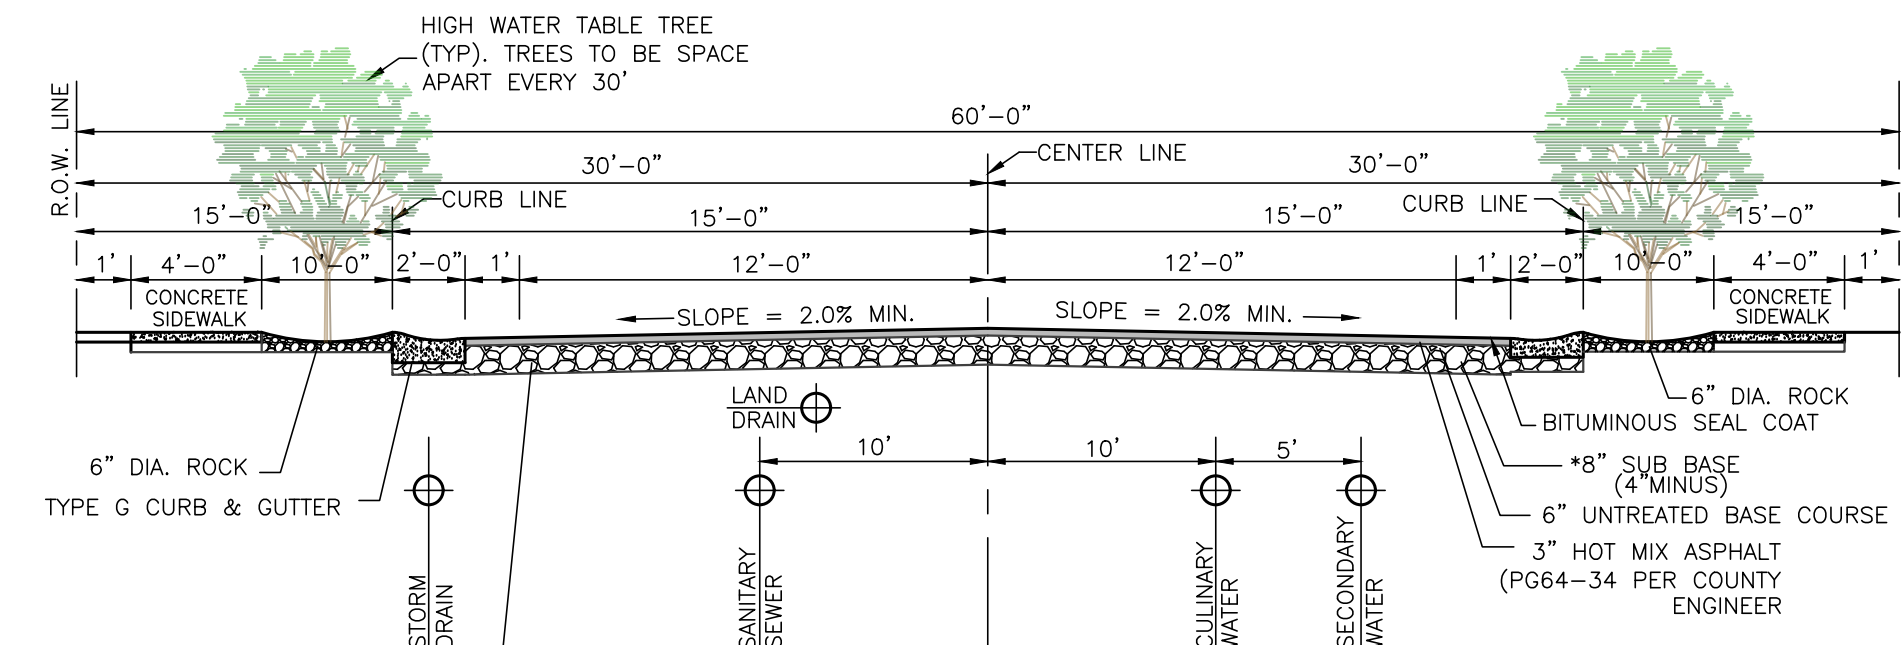 HIGH WATER TABLE TREE
(TYP). TREES TO BE SPACE
APART EVERY 30'
R.O.W. LINE
60'-0"
30'-0"
CENTER LINE
30'-0"
15'-0"
CURB LINE
15'-0"
15'-0"
CURB LINE
15'-0"
1'
4'-0"
10'-0"
2'-0"
1'
12'-0"
12'-0"
1'
2'-0"
10'-0"
4'-0"
1'
CONCRETE
SIDEWALK
SLOPE = 2.0% MIN.
SLOPE = 2.0% MIN.
CONCRETE
SIDEWALK
LAND
DRAIN
6" DIA. ROCK
BITUMINOUS SEAL COAT
10'
10'
5'
6" DIA. ROCK
TYPE G CURB & GUTTER
*8" SUB BASE
(4"MINUS)
6" UNTREATED BASE COURSE
3" HOT MIX ASPHALT
(PG64-34 PER COUNTY
ENGINEER
STORM
DRAIN
SANITARY
SEWER
CULINARY
WATER
SECONDARY
WATER